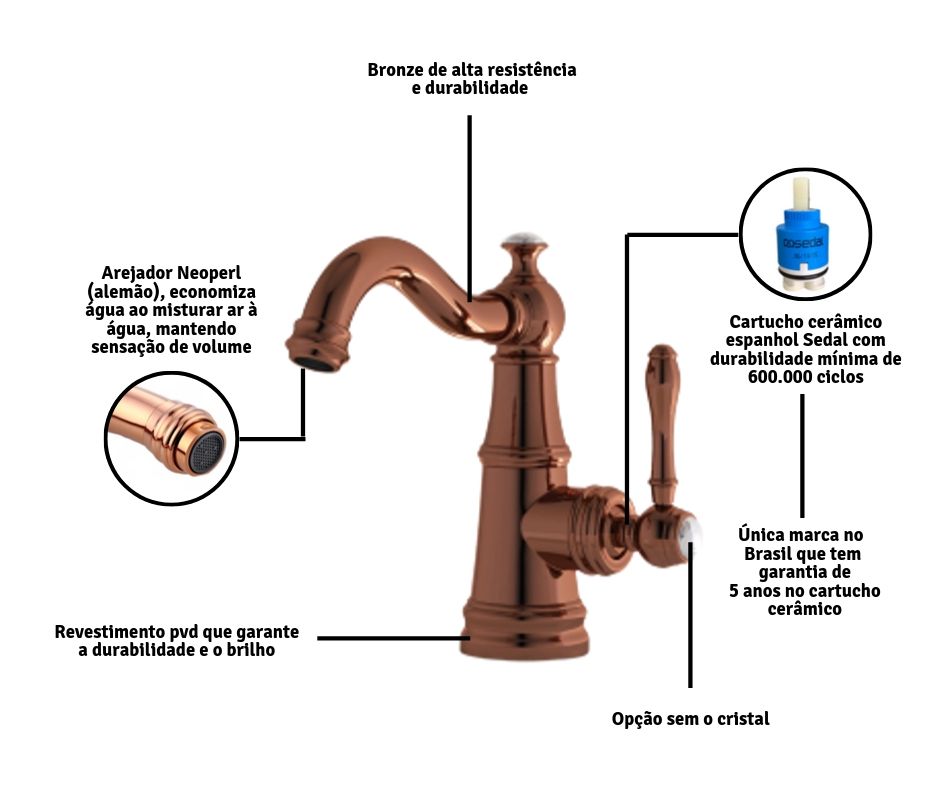 Bronze de alta resistência
e durabilidade
Arejador Neoperl
(alemão), economiza
água ao misturar ar à
água, mantendo
sensação de volume
sedal
Cartucho cerâmico
espanhol Sedal com
durabilidade mínima de
600.000 ciclos
Única marca no
Brasil que tem
garantia de
5 anos no cartucho
cerâmico
Revestimento pvd que garante
a durabilidade e o brilho
Opção sem o cristal